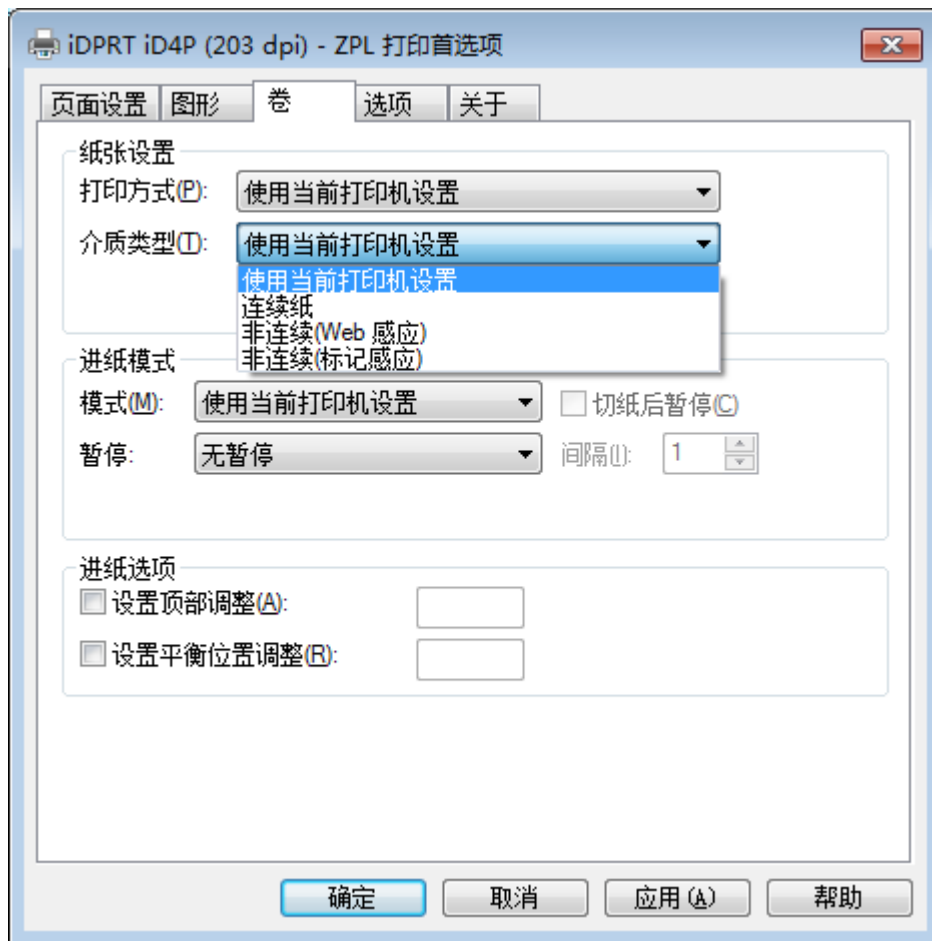 iDPRT iD4P (203 dpi) - ZPL 打印首选项
页面设置 图形 卷 选项 关于
纸张设置
打印方式(P): 使用当前打印机设置
介质类型(T): 使用当前打印机设置
使用当前打印机设置
连续纸
非连续(Web 感应)
非连续(标记感应)
进纸模式
模式(M): 使用当前打印机设置 切纸后暂停(C)
暂停: 无暂停 间隔(I): 1
进纸选项
设置顶部调整(A):
设置平衡位置调整(R):
确定 取消 应用(A) 帮助